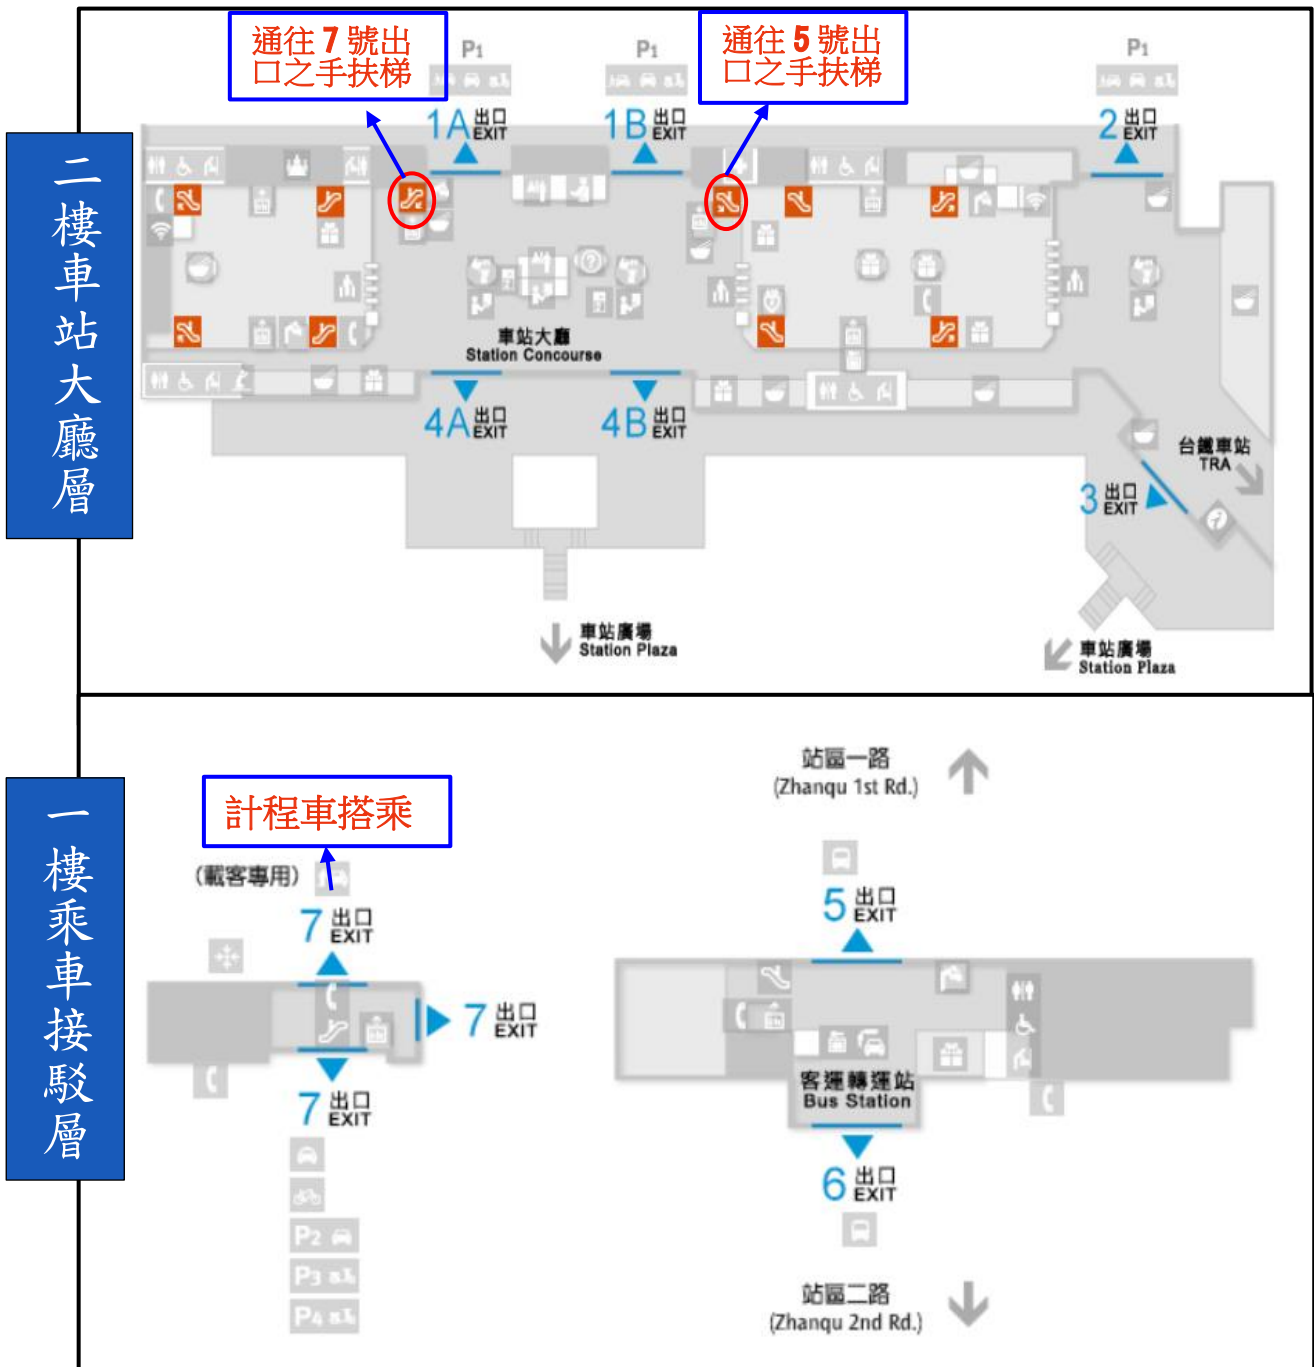 二樓車站大廳層
通往 7 號出
口之手扶梯
通往 5 號出
口之手扶梯
P1
P1
P1
1A 出口 EXIT
1B 出口 EXIT
2 出口 EXIT
車站大廳
Station Concourse
4A 出口 EXIT
4B 出口 EXIT
台鐵車站
TRA
3 出口 EXIT
車站廣場
Station Plaza
車站廣場
Station Plaza
一樓乘車接駁層
計程車搭乘
(載客專用)
7 出口 EXIT
7 出口 EXIT
7 出口 EXIT
P2
P3
P4
站區一路
(Zhanqu 1st Rd.)
5 出口 EXIT
客運轉運站
Bus Station
6 出口 EXIT
站區二路
(Zhanqu 2nd Rd.)